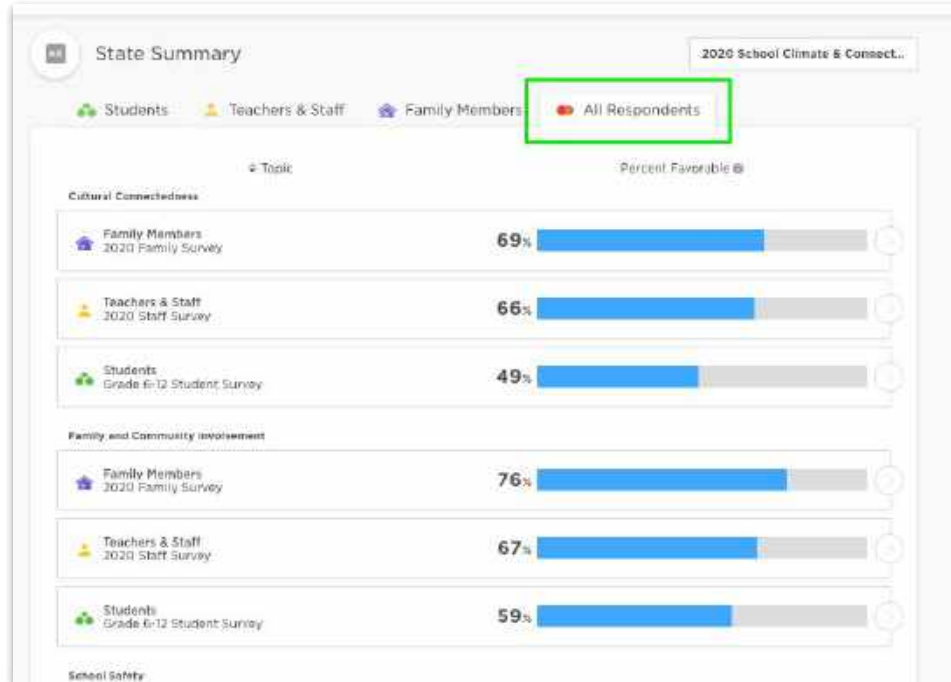 State Summary
2020 School Climate & Connect...
Students
Teachers & Staff
Family Members
All Respondents
Topic
Percent Favorable
Cultural Connectedness
Family Members
2020 Family Survey
69%
Teachers & Staff
2020 Staff Survey
66%
Students
Grade 6-12 Student Survey
49%
Family and Community Involvement
Family Members
2020 Family Survey
76%
Teachers & Staff
2020 Staff Survey
67%
Students
Grade 6-12 Student Survey
59%
School Safety